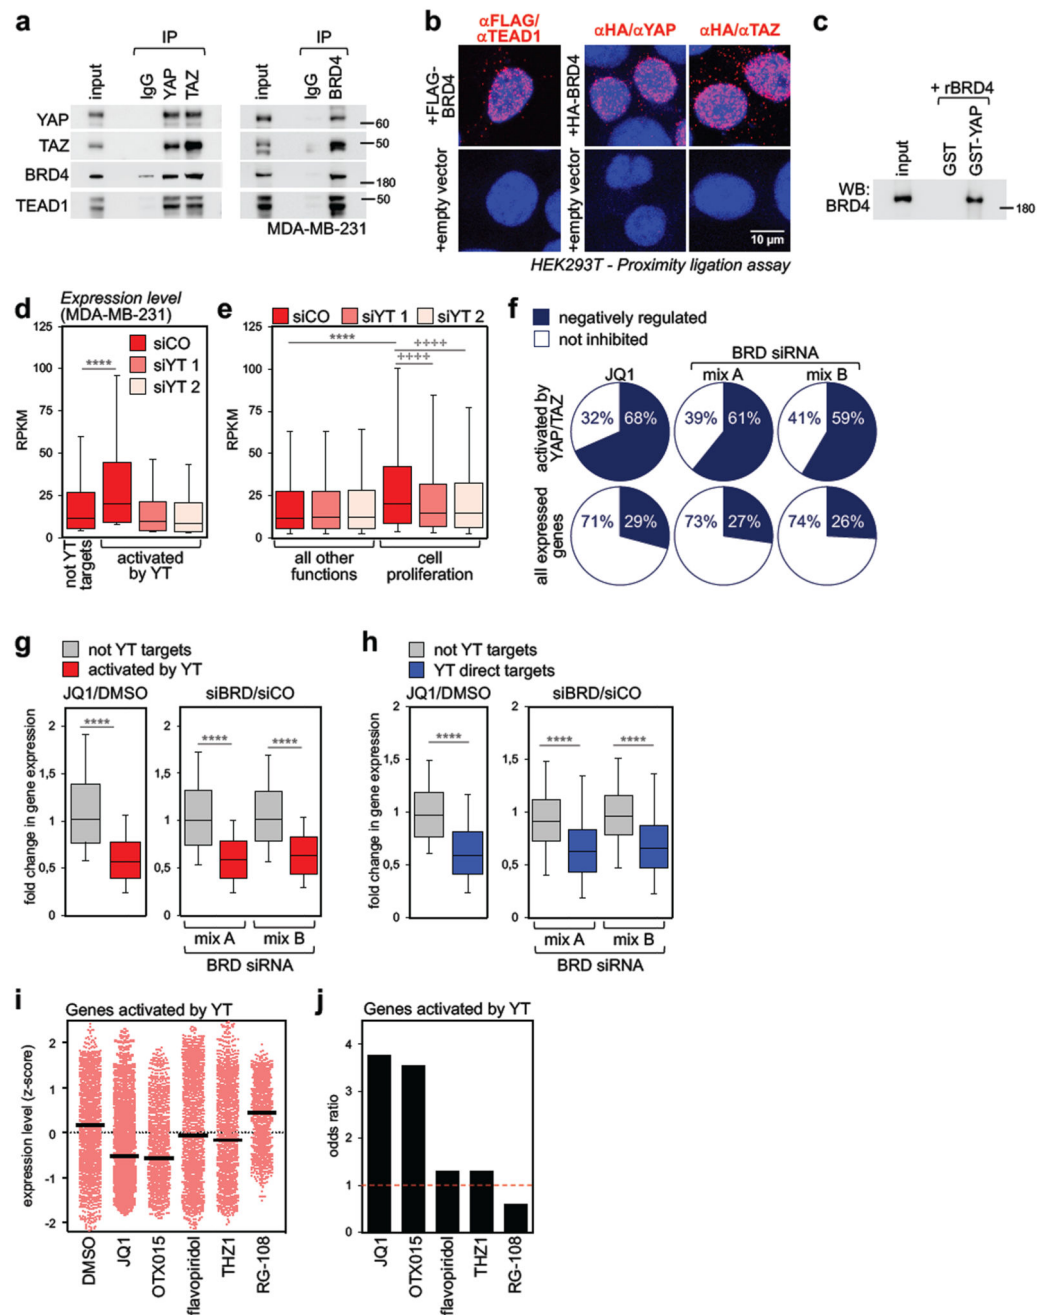 a
IP
IP
input
IgG
YAP
TAZ
input
IgG
BRD4
YAP
60
TAZ
50
BRD4
180
TEAD1
50
MDA-MB-231
b
αFLAG/
αTEAD1
αHA/αYAP
αHA/αTAZ
+FLAG-
BRD4
+HA-BRD4
+empty vector
+empty vector
10 µm
HEK293T - Proximity ligation assay
c
+ rBRD4
input
GST
GST-YAP
WB:
BRD4
180
d
Expression level
(MDA-MB-231)
125
100
75
50
25
0
RPKM
siCO
siYT 1
siYT 2
****
not YT
targets
activated
by YT
e
siCO
siYT 1
siYT 2
125
100
75
50
25
0
RPKM
****
++++
++++
all other
functions
cell
proliferation
f
negatively regulated
not inhibited
BRD siRNA
JQ1
mix A
mix B
activated by
YAP/TAZ
32%
68%
39%
61%
41%
59%
all expressed
genes
71%
29%
73%
27%
74%
26%
g
not YT targets
activated by YT
JQ1/DMSO
siBRD/siCO
fold change in gene expression
2
1,5
1
0,5
0
****
****
****
mix A
mix B
BRD siRNA
h
not YT targets
YT direct targets
JQ1/DMSO
siBRD/siCO
fold change in gene expression
2
1,5
1
0,5
0
****
****
****
mix A
mix B
BRD siRNA
i
Genes activated by YT
expression level (z-score)
2
1
0
-1
-2
DMSO
JQ1
OTX015
flavopiridol
THZ1
RG-108
j
Genes activated by YT
odds ratio
4
3
2
1
0
JQ1
OTX015
flavopiridol
THZ1
RG-108